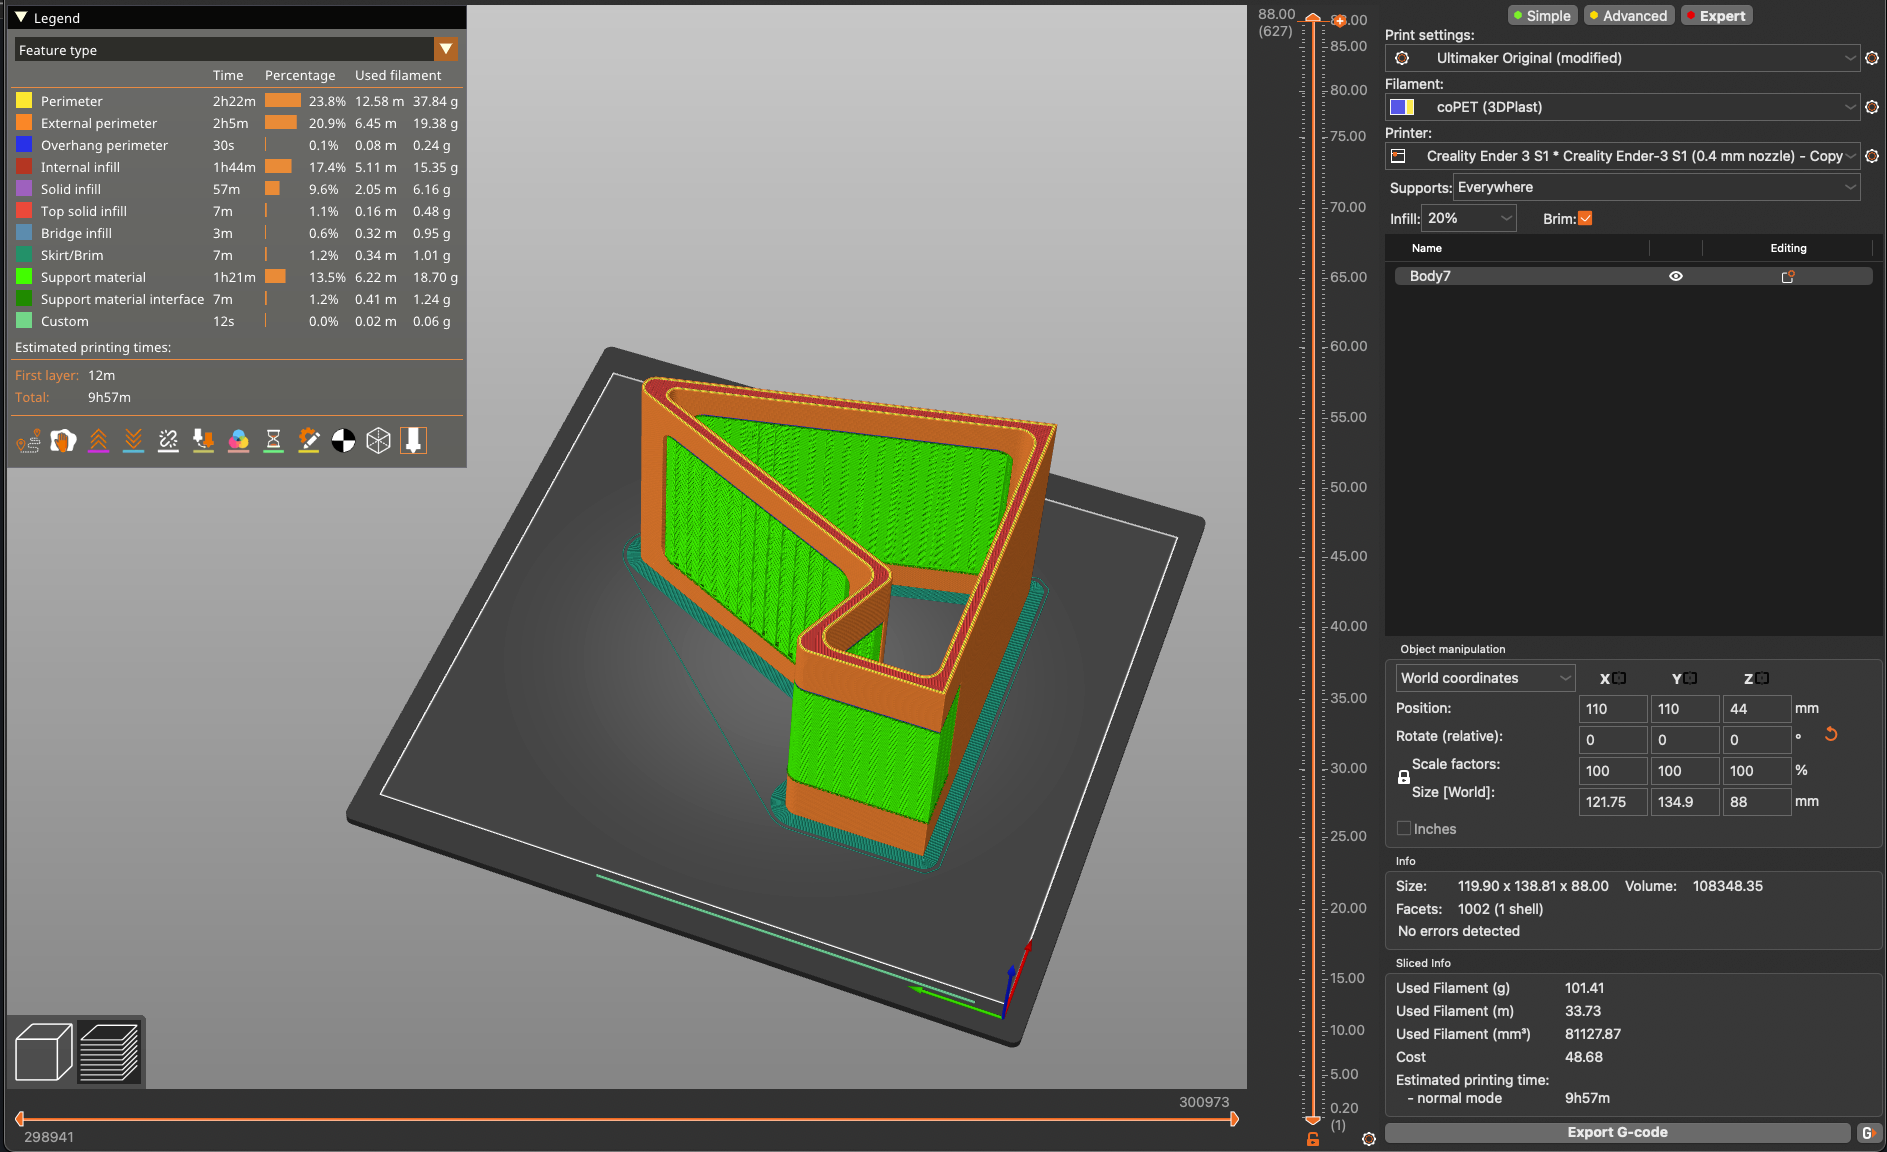 Legend
Feature type
Time Percentage Used filament
Perimeter 2h22m 23.8% 12.58 m 37.84 g
External perimeter 2h5m 20.9% 6.45 m 19.38 g
Overhang perimeter 30s 0.1% 0.08 m 0.24 g
Internal infill 1h44m 17.4% 5.11 m 15.35 g
Solid infill 57m 9.6% 2.05 m 6.16 g
Top solid infill 7m 1.1% 0.16 m 0.48 g
Bridge infill 3m 0.6% 0.32 m 0.95 g
Skirt/Brim 7m 1.2% 0.34 m 1.01 g
Support material 1h21m 13.5% 6.22 m 18.70 g
Support material interface 7m 1.2% 0.41 m 1.24 g
Custom 12s 0.0% 0.02 m 0.06 g
Estimated printing times:
First layer: 12m
Total: 9h57m
298941
300973
88.00
(627)
85.00
80.00
75.00
70.00
65.00
60.00
55.00
50.00
45.00
40.00
35.00
30.00
25.00
20.00
15.00
10.00
5.00
0.20
(1)
Simple Advanced Expert
Print settings:
Ultimaker Original (modified)
Filament:
coPET (3DPlast)
Printer:
Creality Ender 3 S1 * Creality Ender-3 S1 (0.4 mm nozzle) - Copy
Supports: Everywhere
Infill: 20% Brim:
Name Editing
Body7
Object manipulation
World coordinates X Y Z
Position: 110 110 44 mm
Rotate (relative): 0 0 0 °
Scale factors: 100 100 100 %
Size [World]: 121.75 134.9 88 mm
Inches
Info
Size: 119.90 x 138.81 x 88.00 Volume: 108348.35
Facets: 1002 (1 shell)
No errors detected
Sliced Info
Used Filament (g) 101.41
Used Filament (m) 33.73
Used Filament (mm³) 81127.87
Cost 48.68
Estimated printing time:
- normal mode 9h57m
Export G-code G